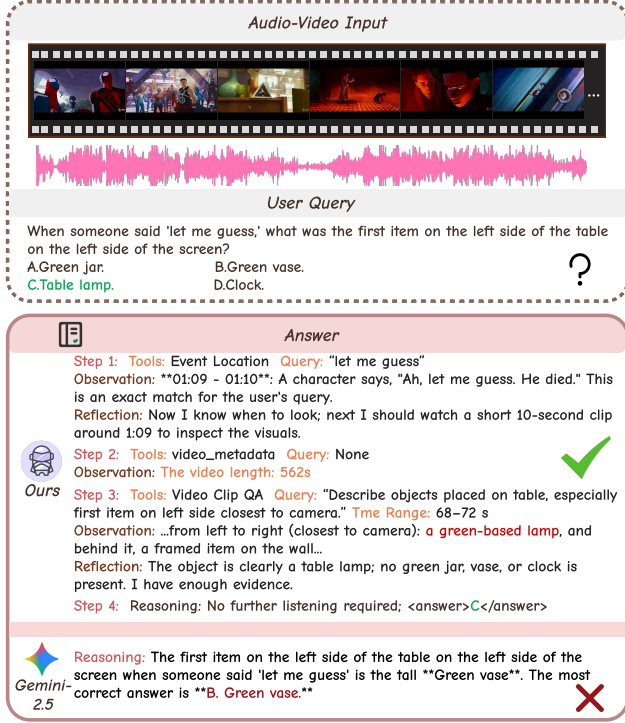 Audio-Video Input
...
User Query
When someone said 'let me guess,' what was the first item on the left side of the table
on the left side of the screen?
A.Green jar. B.Green vase.
C.Table lamp. D.Clock.
?
Answer
Step 1: Tools: Event Location Query: "let me guess"
Observation: **01:09 - 01:10**: A character says, "Ah, let me guess. He died." This
is an exact match for the user's query.
Reflection: Now I know when to look; next I should watch a short 10-second clip
around 1:09 to inspect the visuals.
Step 2: Tools: video_metadata Query: None
Observation: The video length: 562s
Ours
Step 3: Tools: Video Clip QA Query: "Describe objects placed on table, especially
first item on left side closest to camera." Tme Range: 68–72 s
Observation: ...from left to right (closest to camera): a green-based lamp, and
behind it, a framed item on the wall...
Reflection: The object is clearly a table lamp; no green jar, vase, or clock is
present. I have enough evidence.
Step 4: Reasoning: No further listening required; <answer>C</answer>
Gemini-
2.5
Reasoning: The first item on the left side of the table on the left side of the
screen when someone said 'let me guess' is the tall **Green vase**. The most
correct answer is **B. Green vase.**